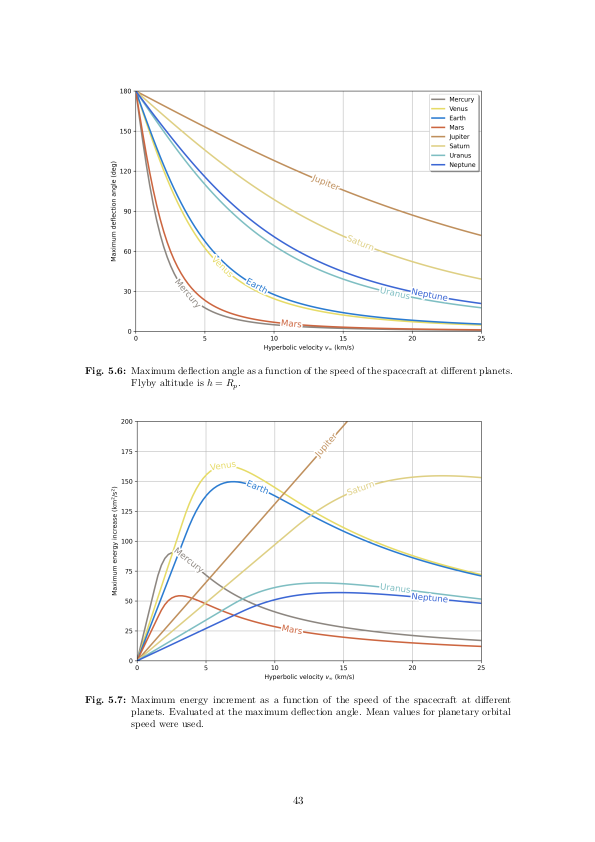 180
150
120
90
60
30
0
0
5
10
15
20
25
Maximum deflection angle (deg)
Hyperbolic velocity v∞ (km/s)
Mercury
Venus
Earth
Mars
Jupiter
Saturn
Uranus
Neptune
Jupiter
Saturn
Venus
Earth
Mercury
Mars
Uranus
Neptune
Fig. 5.6: Maximum deflection angle as a function of the speed of the spacecraft at different planets.
Flyby altitude is h = Rp.
200
175
150
125
100
75
50
25
0
0
5
10
15
20
25
Maximum energy increase (km²/s²)
Hyperbolic velocity v∞ (km/s)
Jupiter
Venus
Earth
Saturn
Mercury
Uranus
Neptune
Mars
Fig. 5.7: Maximum energy increment as a function of the speed of the spacecraft at different
planets. Evaluated at the maximum deflection angle. Mean values for planetary orbital
speed were used.
43